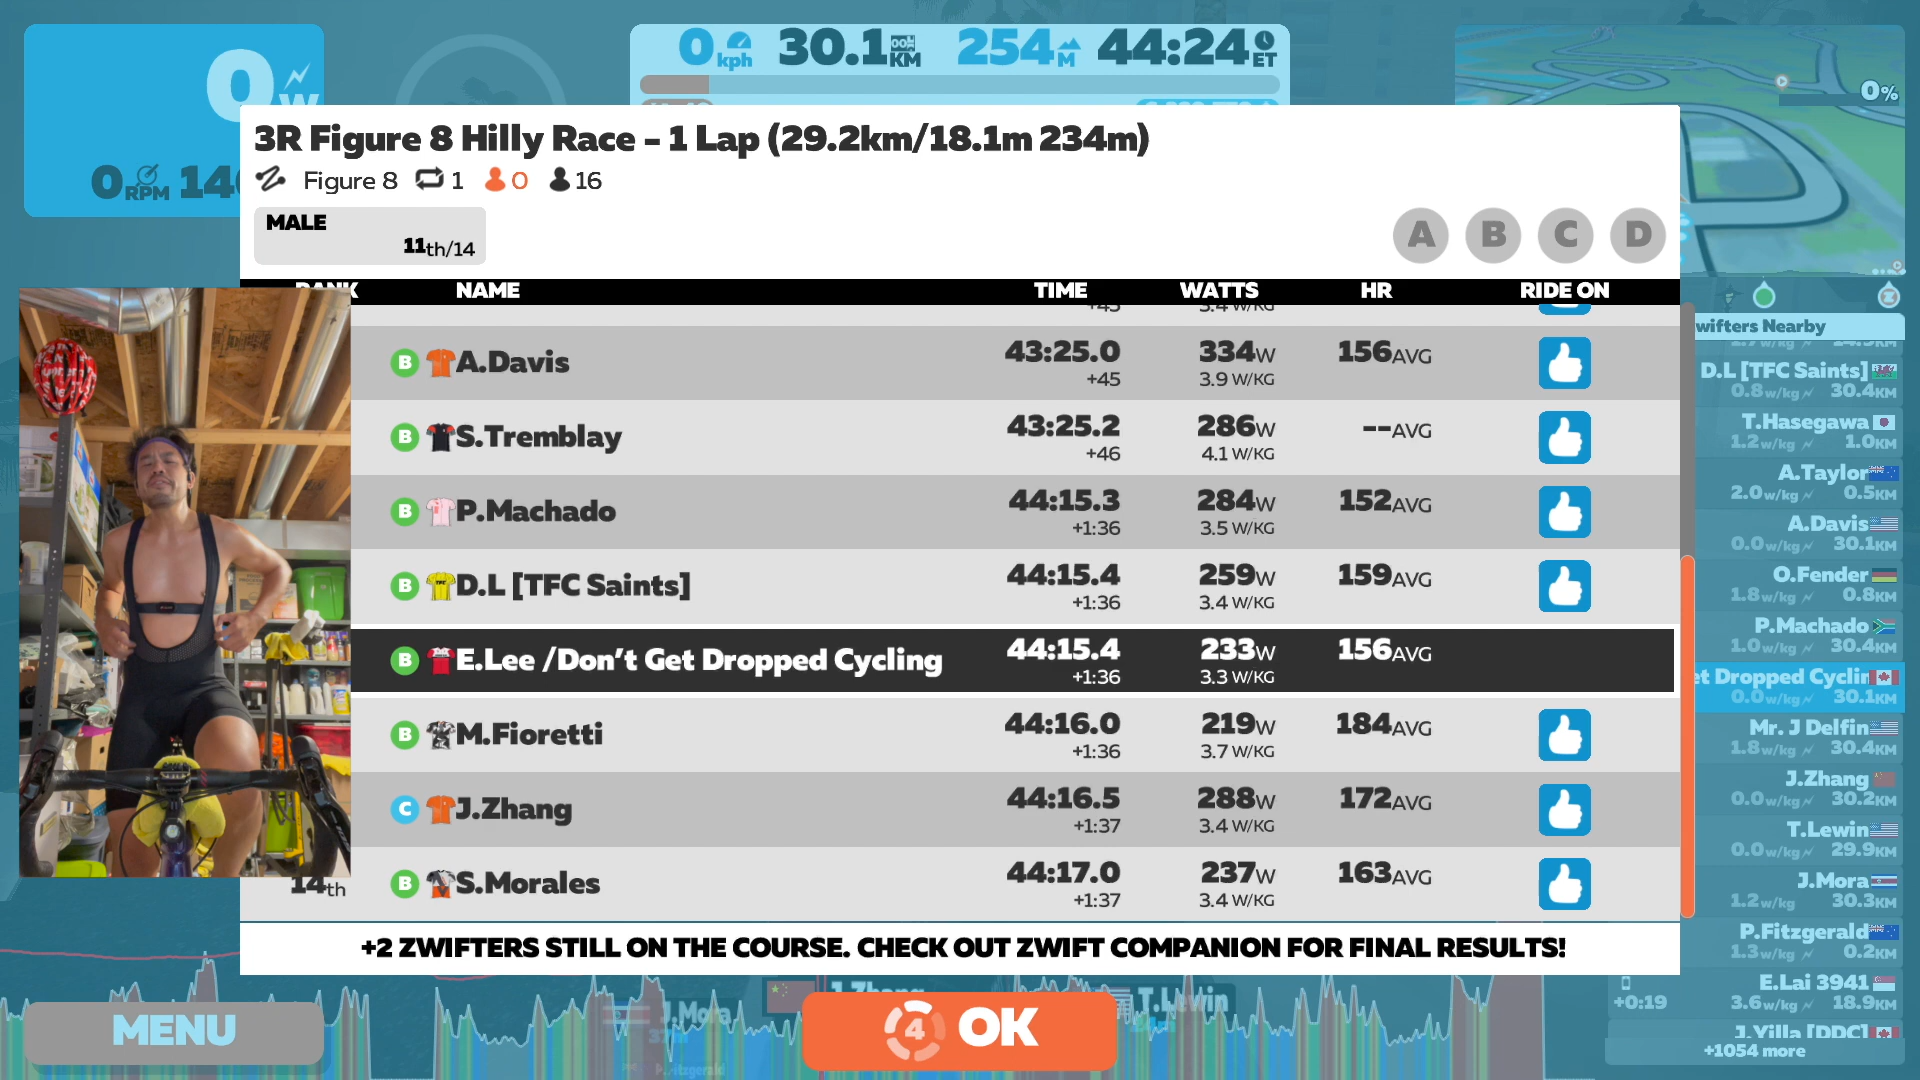 0 W
0 RPM 14
0 kph 30.1 KM 254 M 44:24 ET
0%
3R Figure 8 Hilly Race - 1 Lap (29.2km/18.1m 234m)
Figure 8 1 0 16
MALE
11th/14
A B C D
RANK NAME TIME WATTS HR RIDE ON
+45 3.4 W/KG
B A.Davis 43:25.0 334W 156AVG
+45 3.9 W/KG
B S.Tremblay 43:25.2 286W --AVG
+46 4.1 W/KG
B P.Machado 44:15.3 284W 152AVG
+1:36 3.5 W/KG
B D.L [TFC Saints] 44:15.4 259W 159AVG
+1:36 3.4 W/KG
B E.Lee /Don't Get Dropped Cycling 44:15.4 233W 156AVG
+1:36 3.3 W/KG
B M.Fioretti 44:16.0 219W 184AVG
+1:36 3.7 W/KG
C J.Zhang 44:16.5 288W 172AVG
+1:37 3.4 W/KG
14th B S.Morales 44:17.0 237W 163AVG
+1:37 3.4 W/KG
+2 ZWIFTERS STILL ON THE COURSE. CHECK OUT ZWIFT COMPANION FOR FINAL RESULTS!
wifters Nearby
D.L [TFC Saints]
0.8w/kg 30.4KM
T.Hasegawa
1.2w/kg 1.0KM
A.Taylor
2.0w/kg 0.5KM
A.Davis
0.0w/kg 30.1KM
O.Fender
1.8w/kg 0.8KM
P.Machado
1.0w/kg 30.4KM
et Dropped Cyclin
0.0w/kg 30.1KM
Mr. J Delfin
1.8w/kg 30.4KM
J.Zhang
0.0w/kg 30.2KM
T.Lewin
0.0w/kg 29.9KM
J.Mora
1.2w/kg 30.3KM
P.Fitzgerald
1.3w/kg 0.2KM
E.Lai 3941
+0:19 3.6w/kg 18.9KM
J.Villa [DDC]
+1054 more
J.Mora
J.Zhang
T.Lewin
P.Fitzgerald
MENU
4 OK